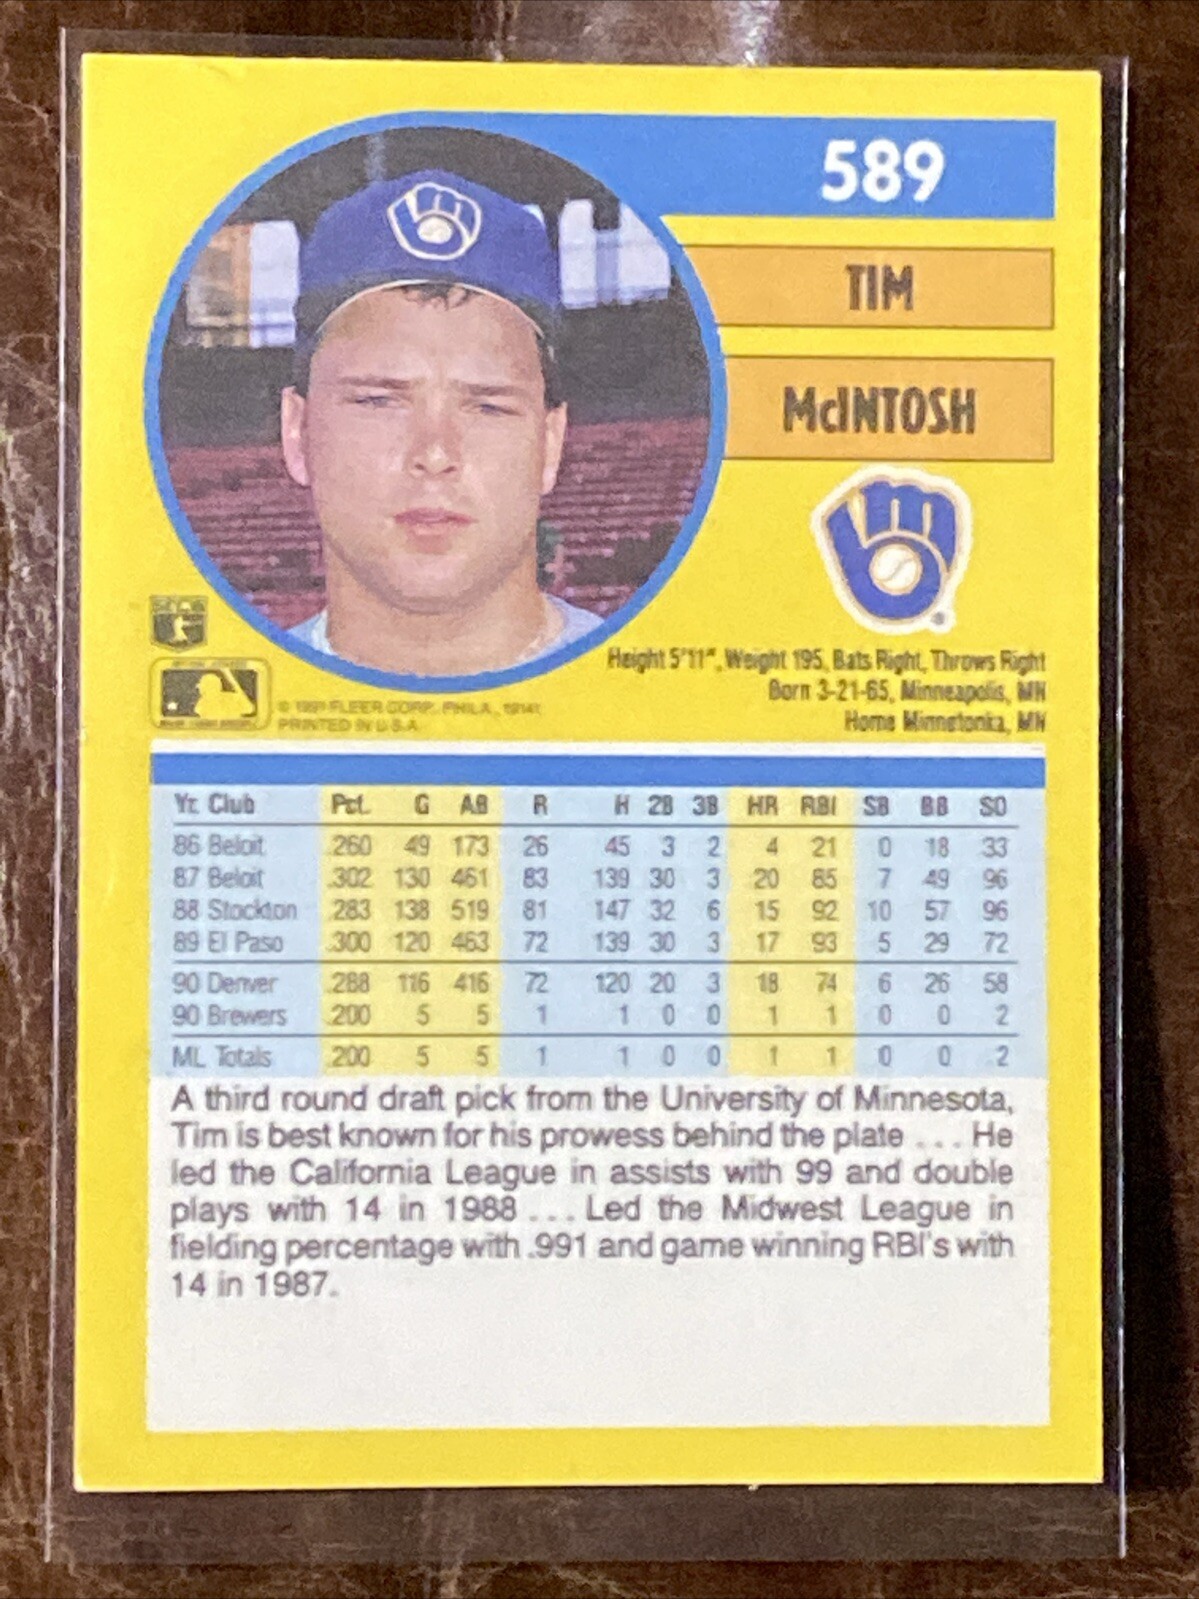 589
TIM
McINTOSH
Height 5'11", Weight 195, Bats Right, Throws Right
Born 3-21-65, Minneapolis, MN
Home Minnetonka, MN
© 1991 FLEER CORP., PHILA., 19141
PRINTED IN U.S.A.
Yr. Club Pct. G AB R H 2B 3B HR RBI SB BB SO
86 Beloit .260 49 173 26 45 3 2 4 21 0 18 33
87 Beloit .302 130 461 83 139 30 3 20 85 7 49 96
88 Stockton .283 138 519 81 147 32 6 15 92 10 57 96
89 El Paso .300 120 463 72 139 30 3 17 93 5 29 72
90 Denver .288 116 416 72 120 20 3 18 74 6 26 58
90 Brewers .200 5 5 1 1 0 0 1 1 0 0 2
ML Totals .200 5 5 1 1 0 0 1 1 0 0 2
A third round draft pick from the University of Minnesota,
Tim is best known for his prowess behind the plate . . . He
led the California League in assists with 99 and double
plays with 14 in 1988 . . . Led the Midwest League in
fielding percentage with .991 and game winning RBI's with
14 in 1987.